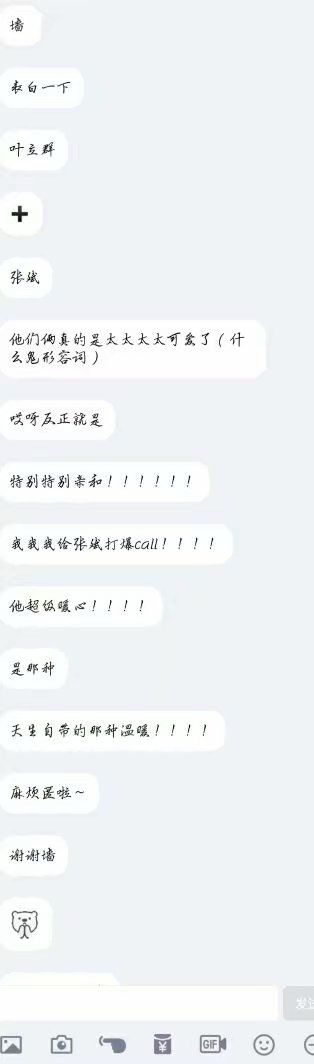 墙
表白一下
叶立群
+
张斌
他们俩真的是太太太太可爱了（什
么鬼形容词）
哎呀反正就是
特别特别亲和！！！！！！
我我我给张斌打爆call！！！！
他超级暖心！！！！
是那种
天生自带的那种温暖！！！！
麻烦匿啦～
谢谢墙
发送
GIF